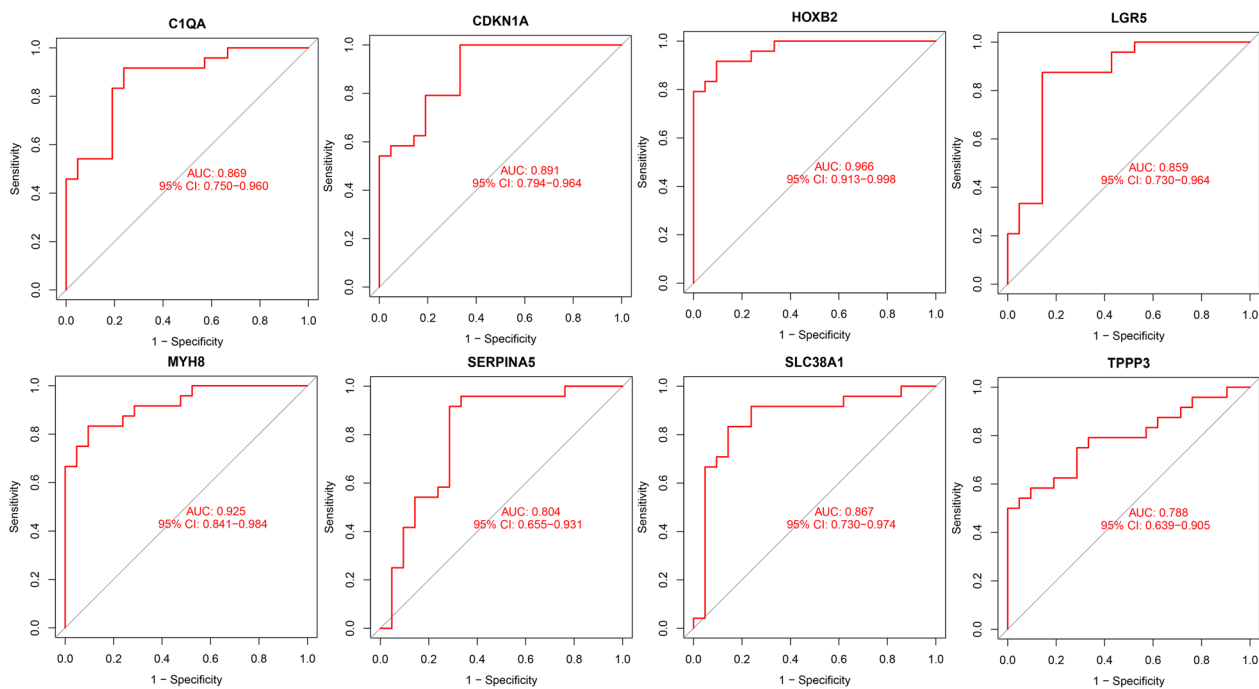 C1QA
Sensitivity
0.0 0.2 0.4 0.6 0.8 1.0
AUC: 0.869
95% CI: 0.750−0.960
0.0 0.2 0.4 0.6 0.8 1.0
1 − Specificity
CDKN1A
Sensitivity
0.0 0.2 0.4 0.6 0.8 1.0
AUC: 0.891
95% CI: 0.794−0.964
0.0 0.2 0.4 0.6 0.8 1.0
1 − Specificity
HOXB2
Sensitivity
0.0 0.2 0.4 0.6 0.8 1.0
AUC: 0.966
95% CI: 0.913−0.998
0.0 0.2 0.4 0.6 0.8 1.0
1 − Specificity
LGR5
Sensitivity
0.0 0.2 0.4 0.6 0.8 1.0
AUC: 0.859
95% CI: 0.730−0.964
0.0 0.2 0.4 0.6 0.8 1.0
1 − Specificity
MYH8
Sensitivity
0.0 0.2 0.4 0.6 0.8 1.0
AUC: 0.925
95% CI: 0.841−0.984
0.0 0.2 0.4 0.6 0.8 1.0
1 − Specificity
SERPINA5
Sensitivity
0.0 0.2 0.4 0.6 0.8 1.0
AUC: 0.804
95% CI: 0.655−0.931
0.0 0.2 0.4 0.6 0.8 1.0
1 − Specificity
SLC38A1
Sensitivity
0.0 0.2 0.4 0.6 0.8 1.0
AUC: 0.867
95% CI: 0.730−0.974
0.0 0.2 0.4 0.6 0.8 1.0
1 − Specificity
TPPP3
Sensitivity
0.0 0.2 0.4 0.6 0.8 1.0
AUC: 0.788
95% CI: 0.639−0.905
0.0 0.2 0.4 0.6 0.8 1.0
1 − Specificity